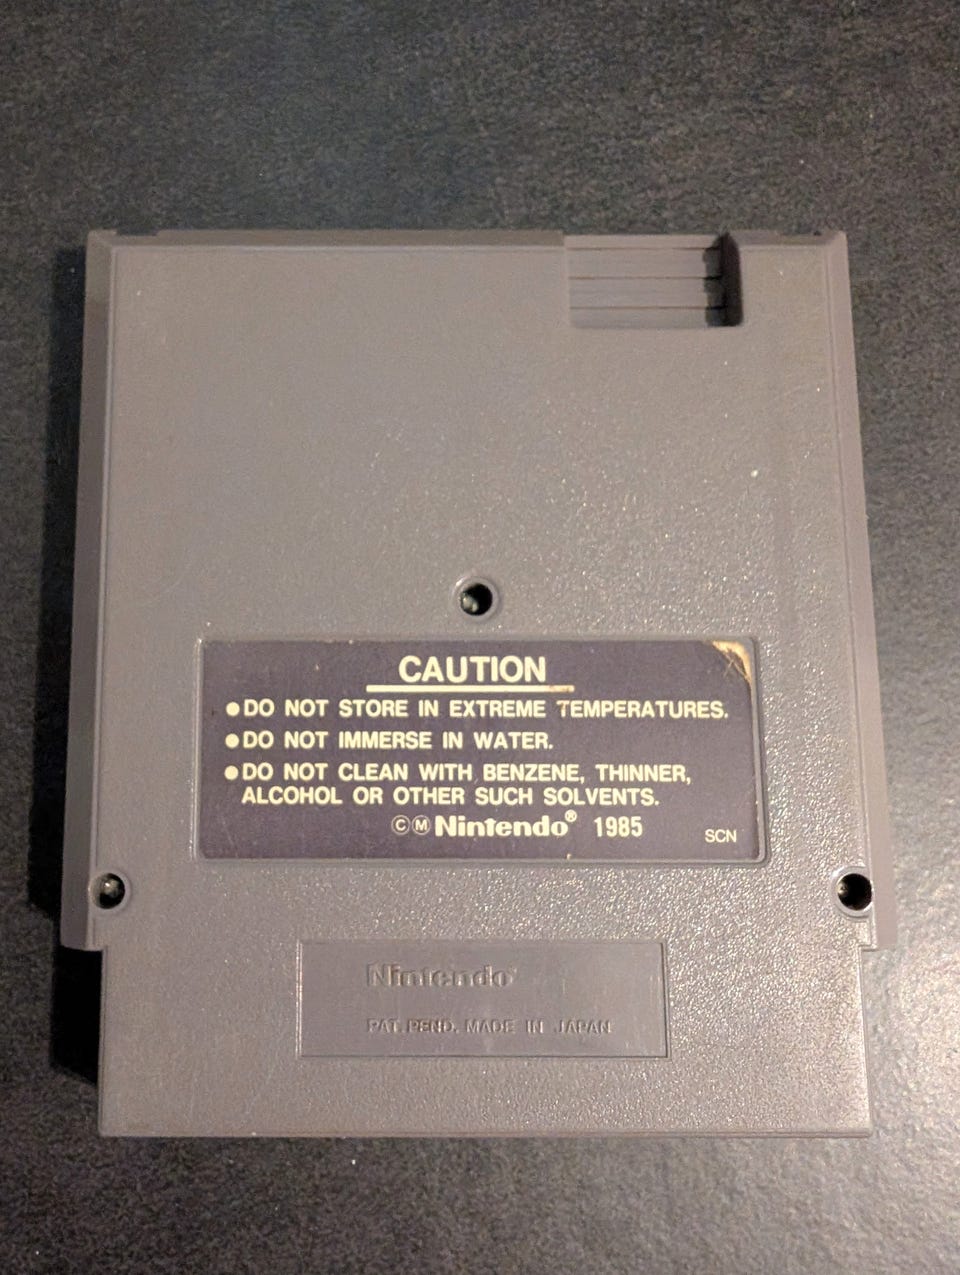 CAUTION
●DO NOT STORE IN EXTREME TEMPERATURES.
●DO NOT IMMERSE IN WATER.
●DO NOT CLEAN WITH BENZENE, THINNER,
ALCOHOL OR OTHER SUCH SOLVENTS.
ⒸⓂNintendo® 1985
SCN
Nintendo®
PAT. PEND. MADE IN JAPAN